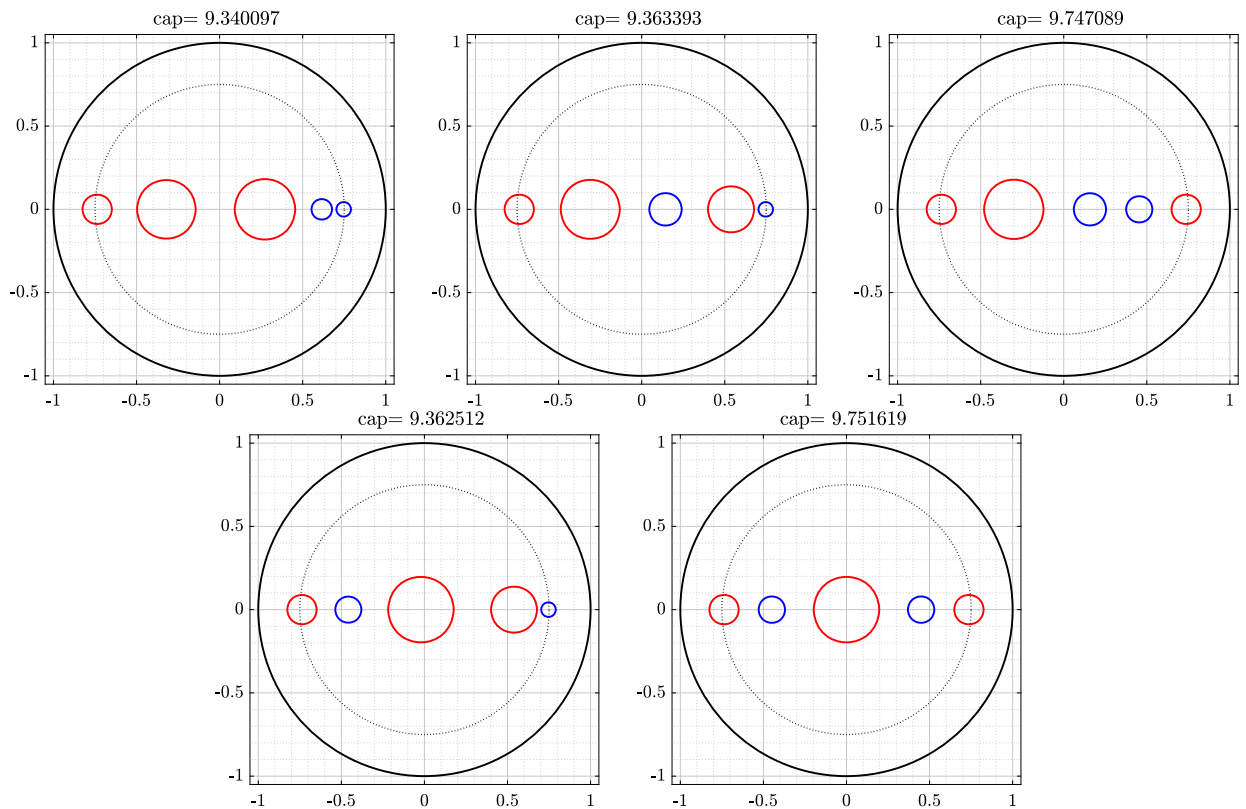 cap= 9.340097 cap= 9.363393 cap= 9.747089
1 1 1
0.5 0.5 0.5
0 0 0
-0.5 -0.5 -0.5
-1 -1 -1
-1 -0.5 0 0.5 1 -1 -0.5 0 0.5 1 -1 -0.5 0 0.5 1
cap= 9.362512 cap= 9.751619
1 1
0.5 0.5
0 0
-0.5 -0.5
-1 -1
-1 -0.5 0 0.5 1 -1 -0.5 0 0.5 1